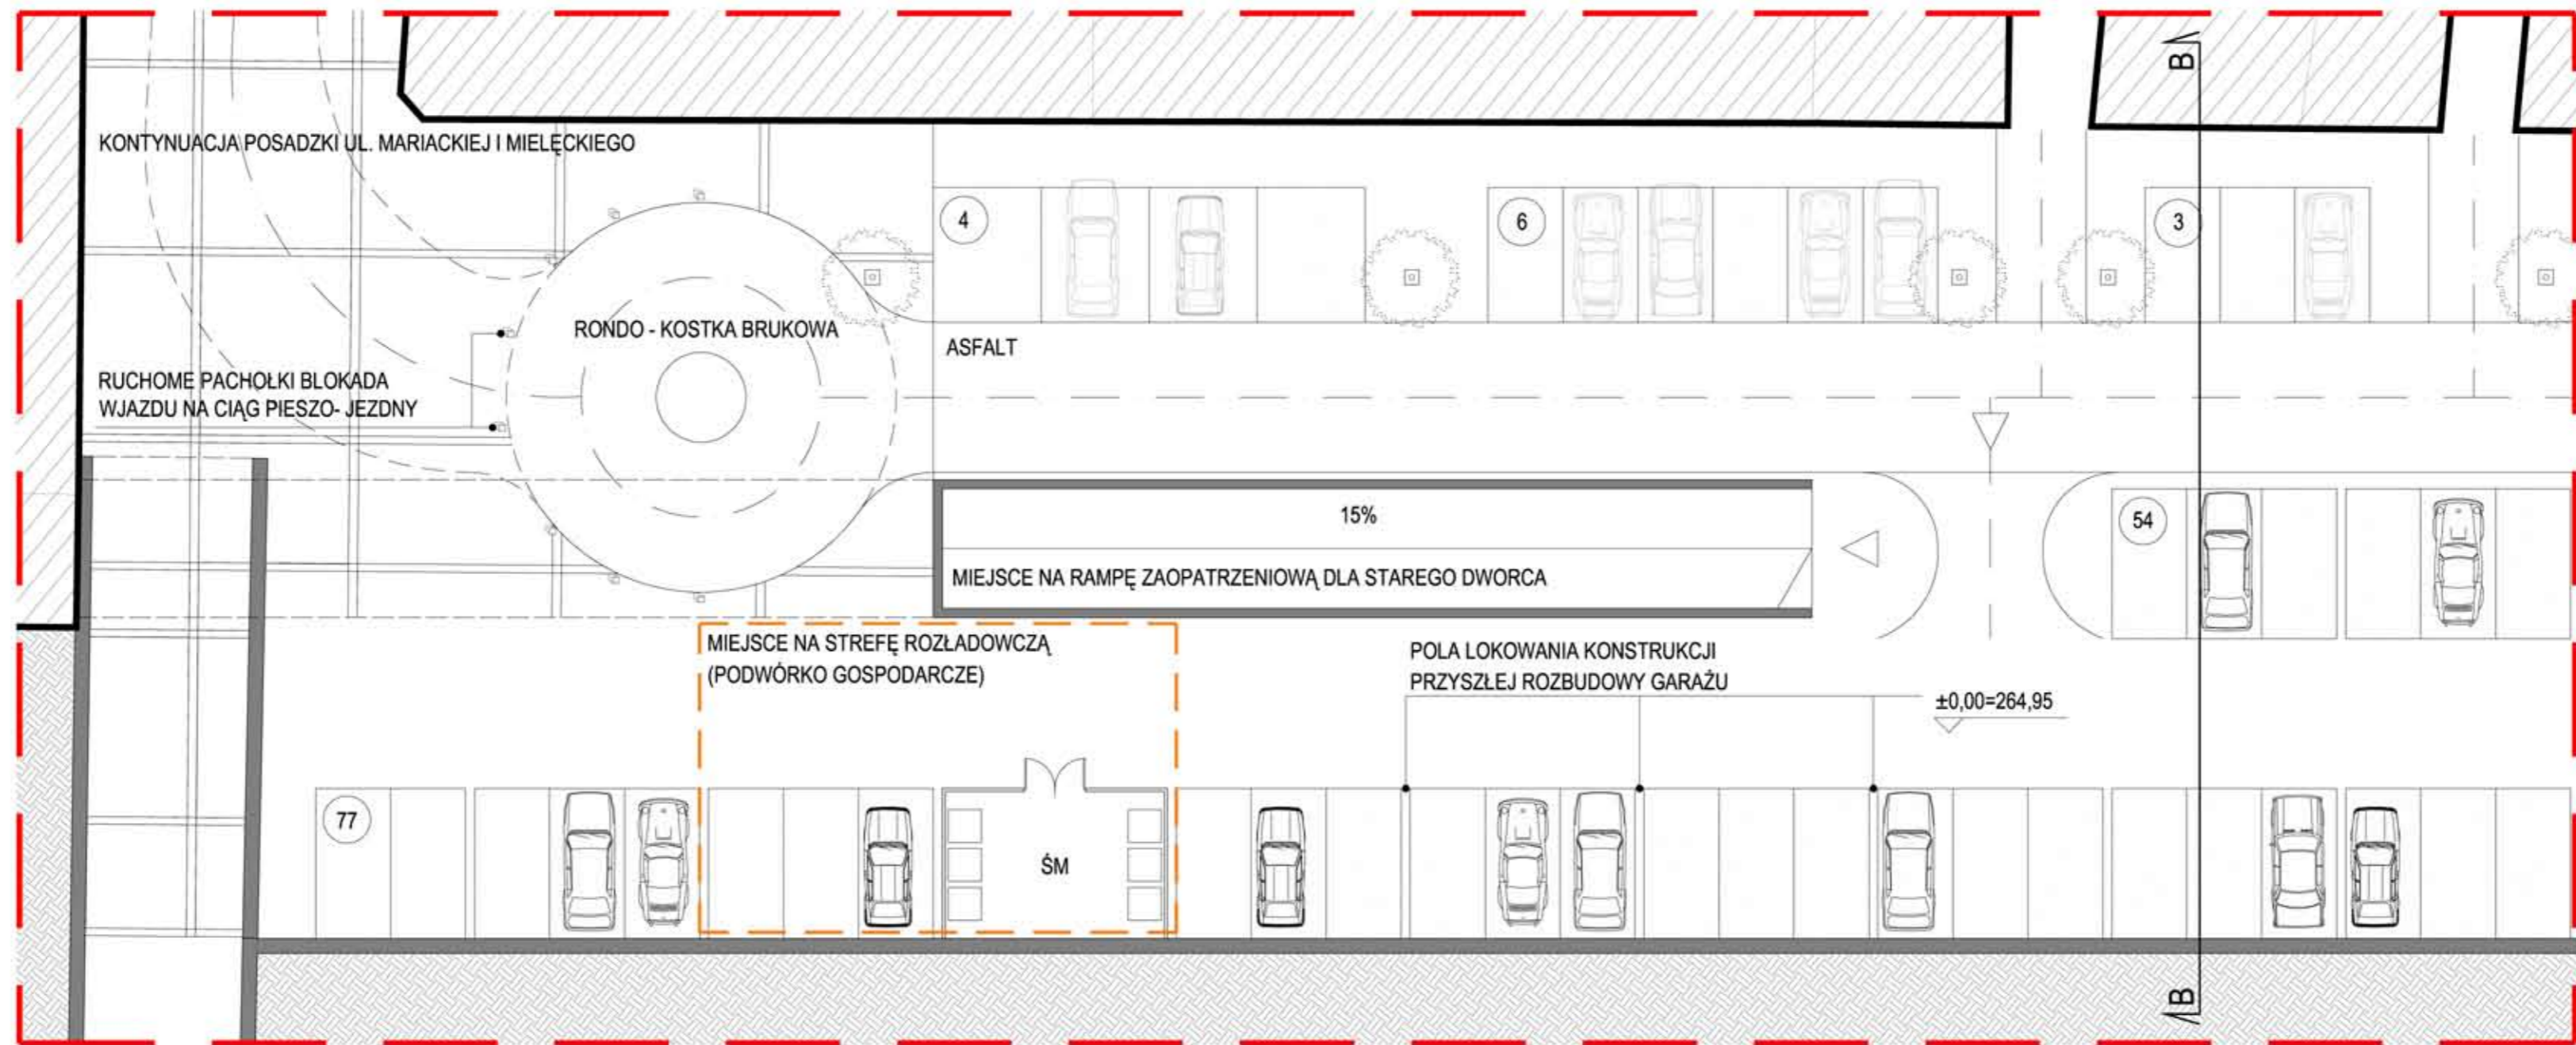 B
KONTYNUACJA POSADZKI UL. MARIACKIEJ I MIELĘCKIEGO
4
6
3
RONDO - KOSTKA BRUKOWA
ASFALT
RUCHOME PACHOŁKI BLOKADA
WJAZDU NA CIĄG PIESZO- JEZDNY
15%
54
MIEJSCE NA RAMPĘ ZAOPATRZENIOWĄ DLA STAREGO DWORCA
MIEJSCE NA STREFĘ ROZŁADOWCZĄ
(PODWÓRKO GOSPODARCZE)
POLA LOKOWANIA KONSTRUKCJI
PRZYSZŁEJ ROZBUDOWY GARAŻU
±0,00=264,95
77
ŚM
B